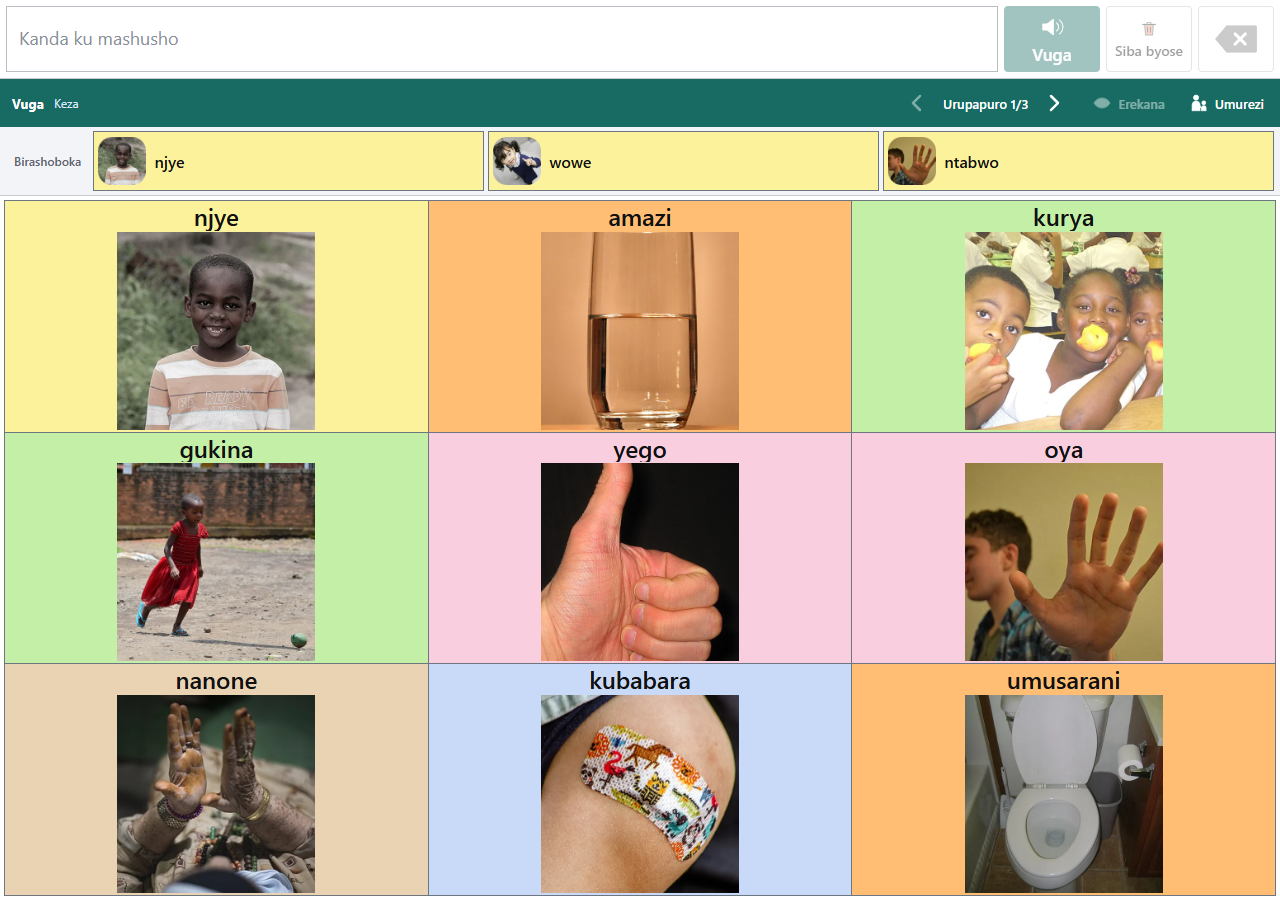 Kanda ku mashusho
Vuga
Siba byose
Vuga Keza
Urupapuro 1/3
Erekana
Umurezi
Birashoboka
njye
wowe
ntabwo
njye
amazi
kurya
gukina
yego
oya
nanone
kubabara
umusarani